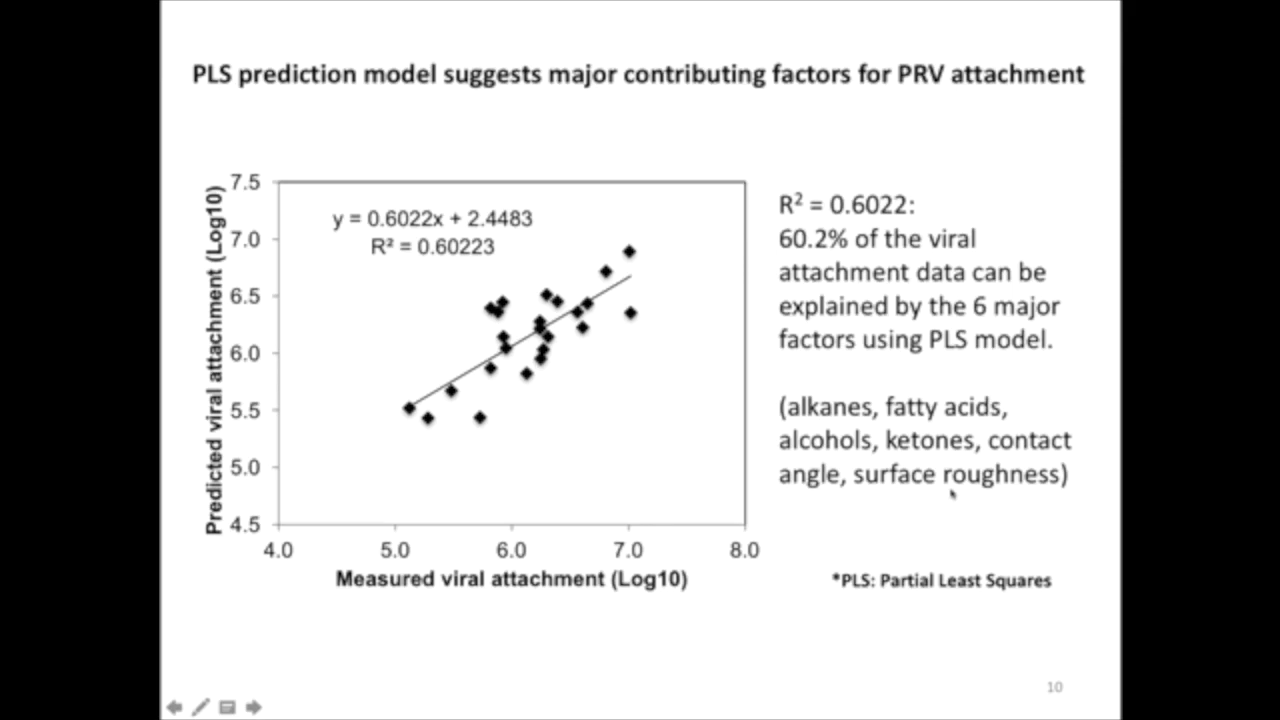 PLS prediction model suggests major contributing factors for PRV attachment
Predicted viral attachment (Log10)
7.5
7.0
6.5
6.0
5.5
5.0
4.5
y = 0.6022x + 2.4483
R² = 0.60223
4.0 5.0 6.0 7.0 8.0
Measured viral attachment (Log10)
R² = 0.6022:
60.2% of the viral
attachment data can be
explained by the 6 major
factors using PLS model.
(alkanes, fatty acids,
alcohols, ketones, contact
angle, surface roughness)
*PLS: Partial Least Squares
10